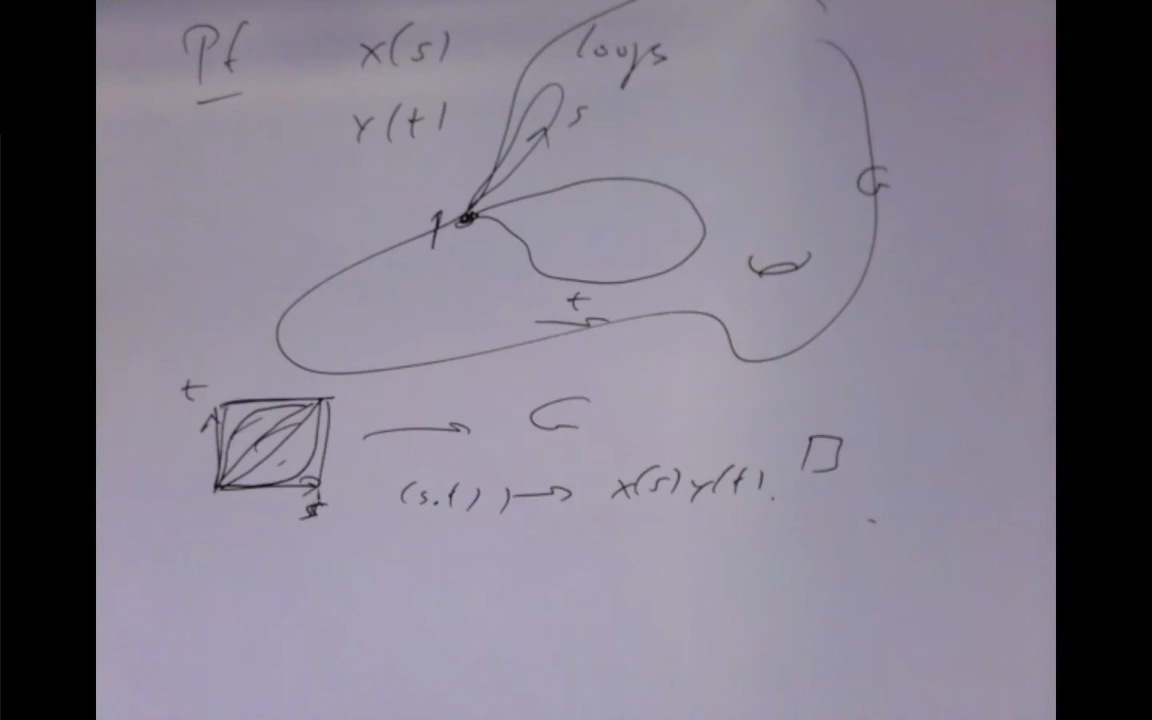 Pf x(s) loops
y(t)
s
G
1
t
t
G
(s,t) ↦ x(s)y(t). □
s